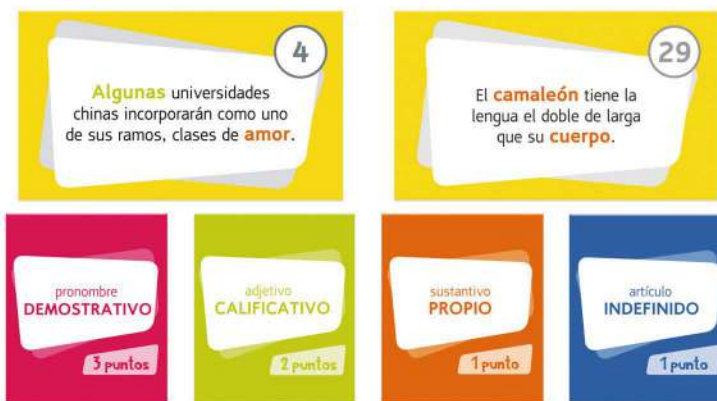 4
Algunas universidades
chinas incorporarán como uno
de sus ramos, clases de amor.
29
El camaleón tiene la
lengua el doble de larga
que su cuerpo.
pronombre
DEMOSTRATIVO
3 puntos
adjetivo
CALIFICATIVO
2 puntos
sustantivo
PROPIO
1 punto
artículo
INDEFINIDO
1 punto